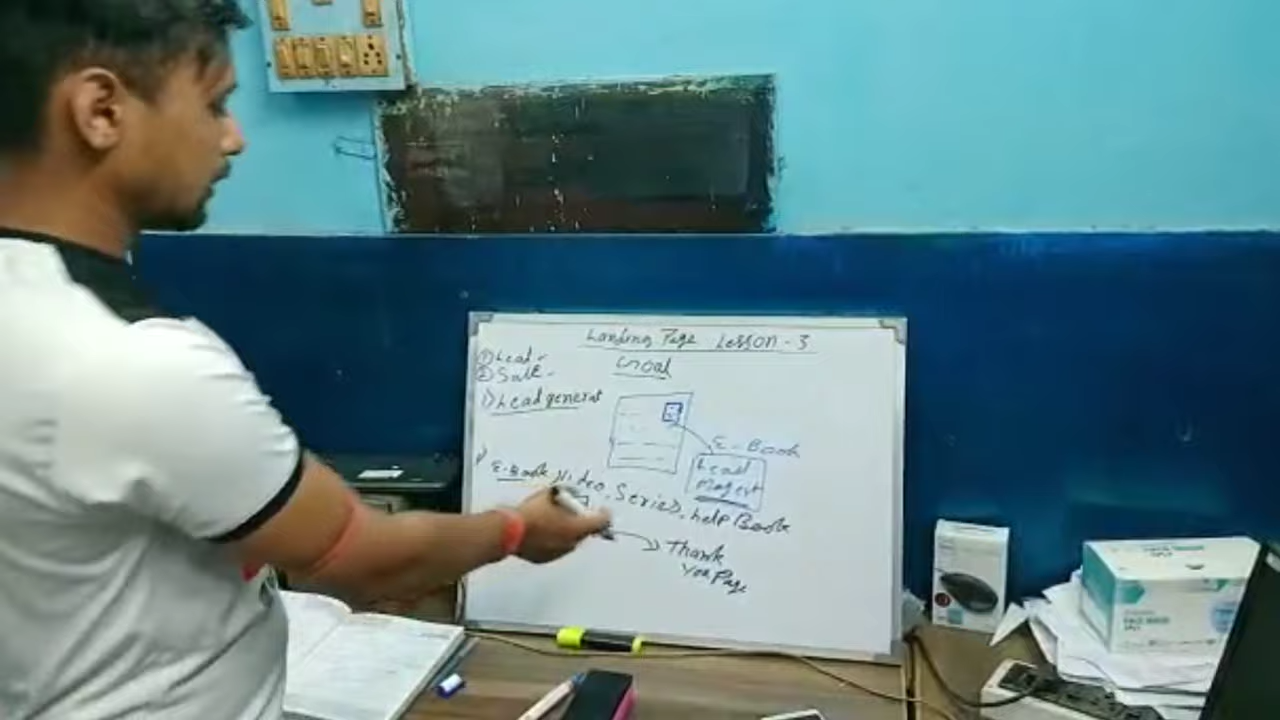 Landing Page Lesson - 3
Goal
① Lead
② Sale
1) Lead generat
E-Book
Lead
Magert
E-Book Video, Series, help Book
Thank
You Page